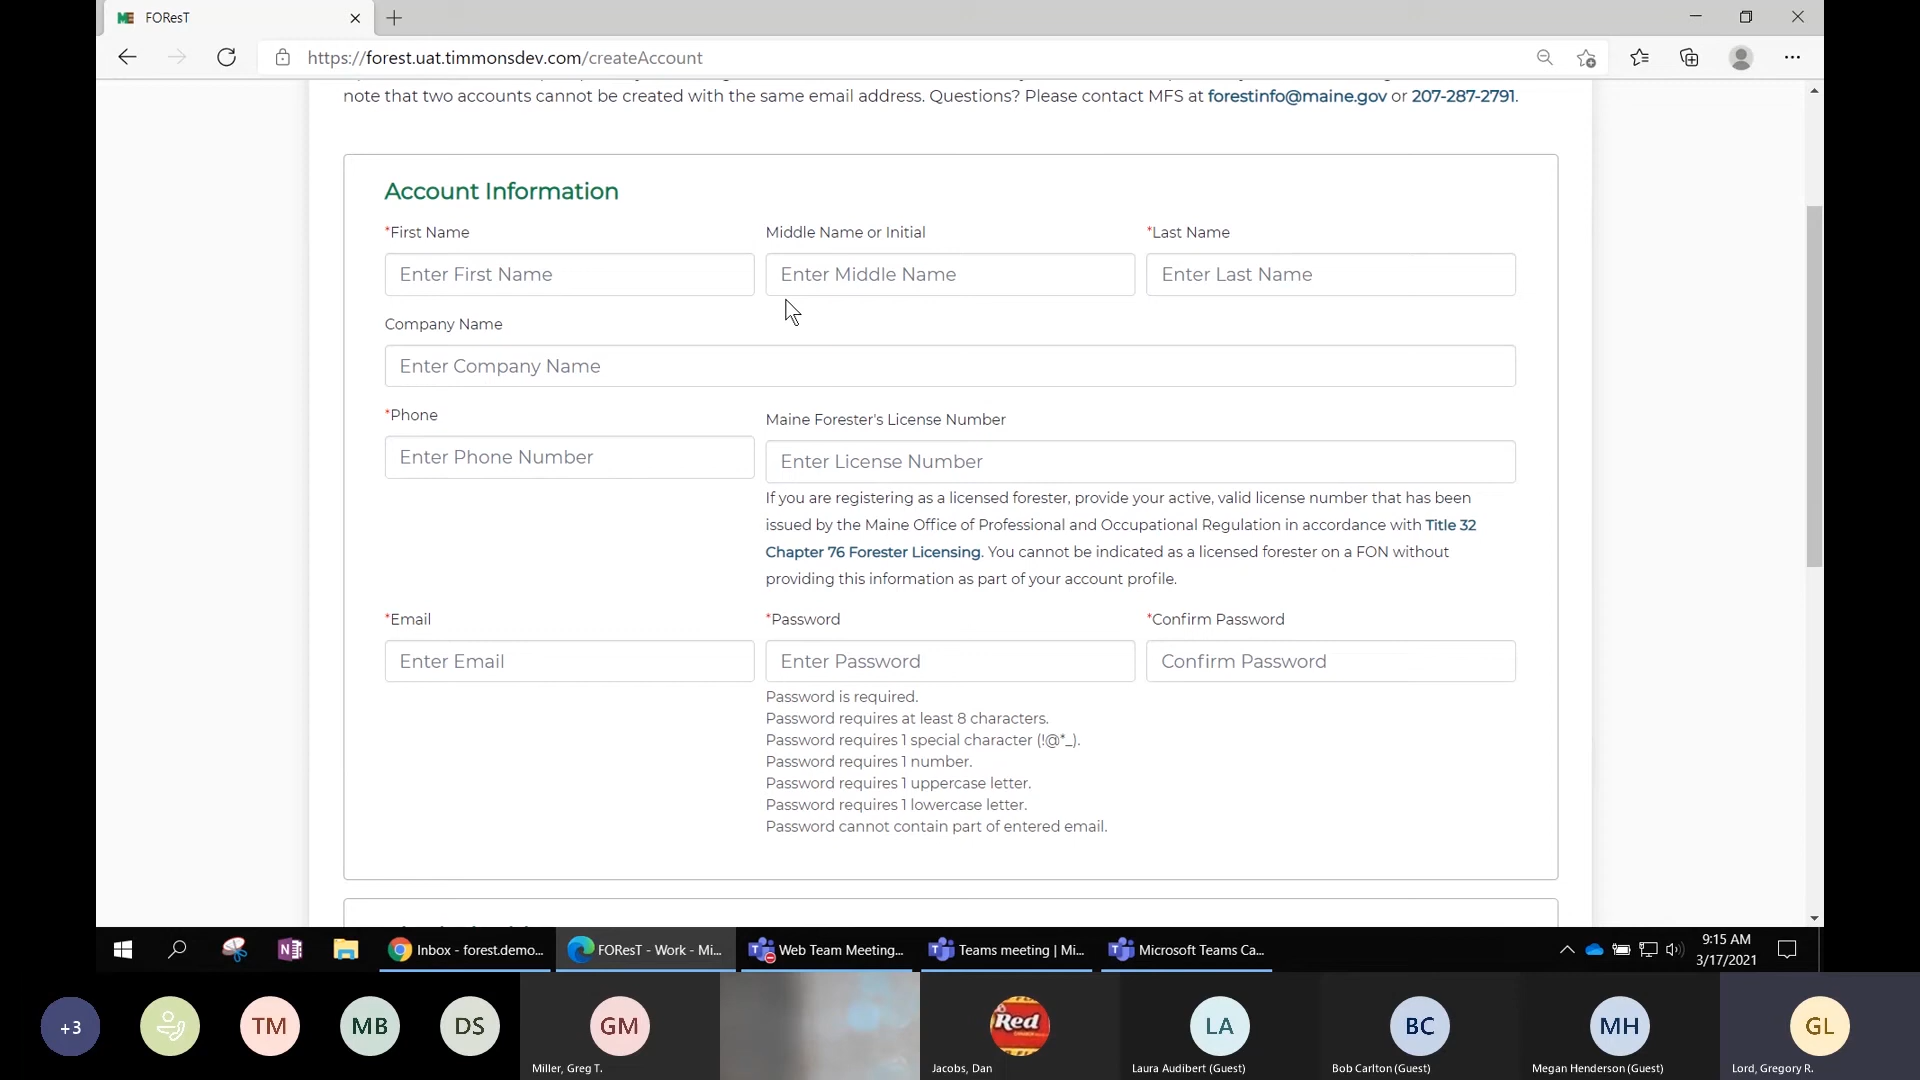 FOResT
https://forest.uat.timmonsdev.com/createAccount
note that two accounts cannot be created with the same email address. Questions? Please contact MFS at forestinfo@maine.gov or 207-287-2791.
Account Information
*First Name
Middle Name or Initial
*Last Name
Enter First Name
Enter Middle Name
Enter Last Name
Company Name
Enter Company Name
*Phone
Maine Forester's License Number
Enter Phone Number
Enter License Number
If you are registering as a licensed forester, provide your active, valid license number that has been
issued by the Maine Office of Professional and Occupational Regulation in accordance with Title 32
Chapter 76 Forester Licensing. You cannot be indicated as a licensed forester on a FON without
providing this information as part of your account profile.
*Email
*Password
*Confirm Password
Enter Email
Enter Password
Confirm Password
Password is required.
Password requires at least 8 characters.
Password requires 1 special character (!@*_).
Password requires 1 number.
Password requires 1 uppercase letter.
Password requires 1 lowercase letter.
Password cannot contain part of entered email.
Inbox - forest.demo...
FOResT - Work - Mi...
Web Team Meeting...
Teams meeting | Mi...
Microsoft Teams Ca...
9:15 AM
3/17/2021
+3
TM
MB
DS
GM
Red
LA
BC
MH
GL
Miller, Greg T.
Jacobs, Dan
Laura Audibert (Guest)
Bob Carlton (Guest)
Megan Henderson (Guest)
Lord, Gregory R.